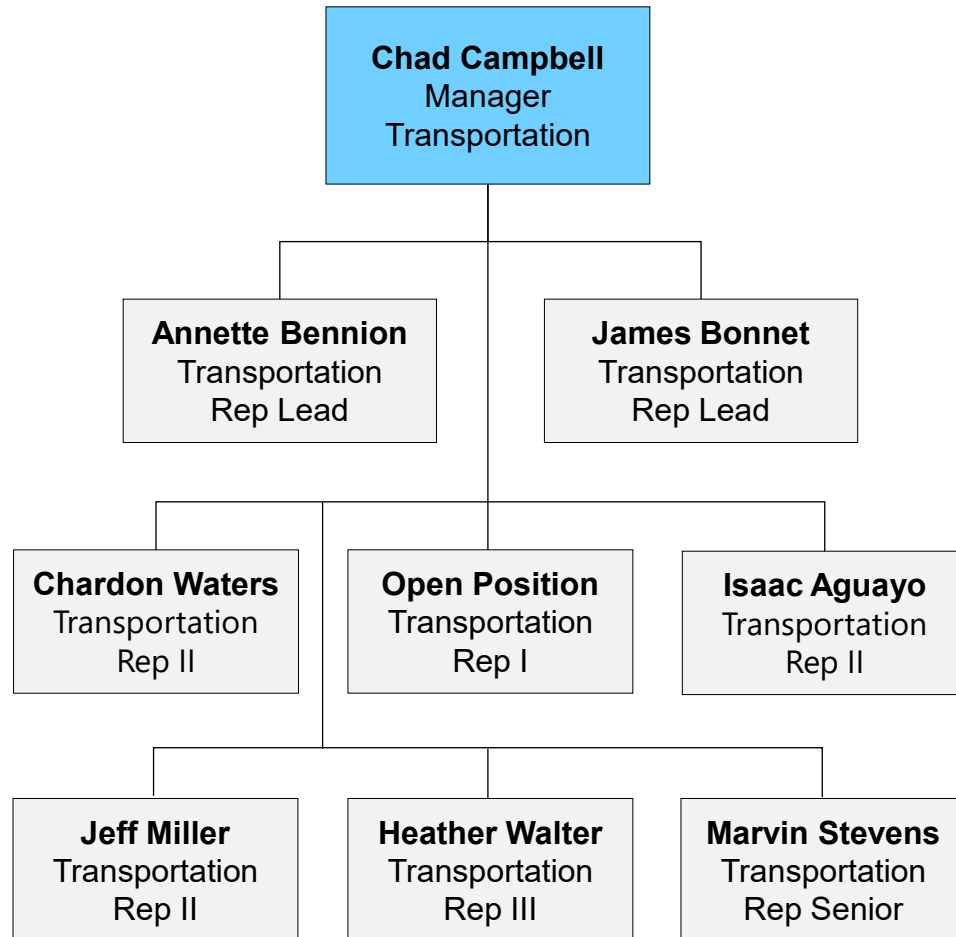 Chad Campbell
Manager
Transportation
Annette Bennion
Transportation
Rep Lead
James Bonnet
Transportation
Rep Lead
Chardon Waters
Transportation
Rep II
Open Position
Transportation
Rep I
Isaac Aguayo
Transportation
Rep II
Jeff Miller
Transportation
Rep II
Heather Walter
Transportation
Rep III
Marvin Stevens
Transportation
Rep Senior